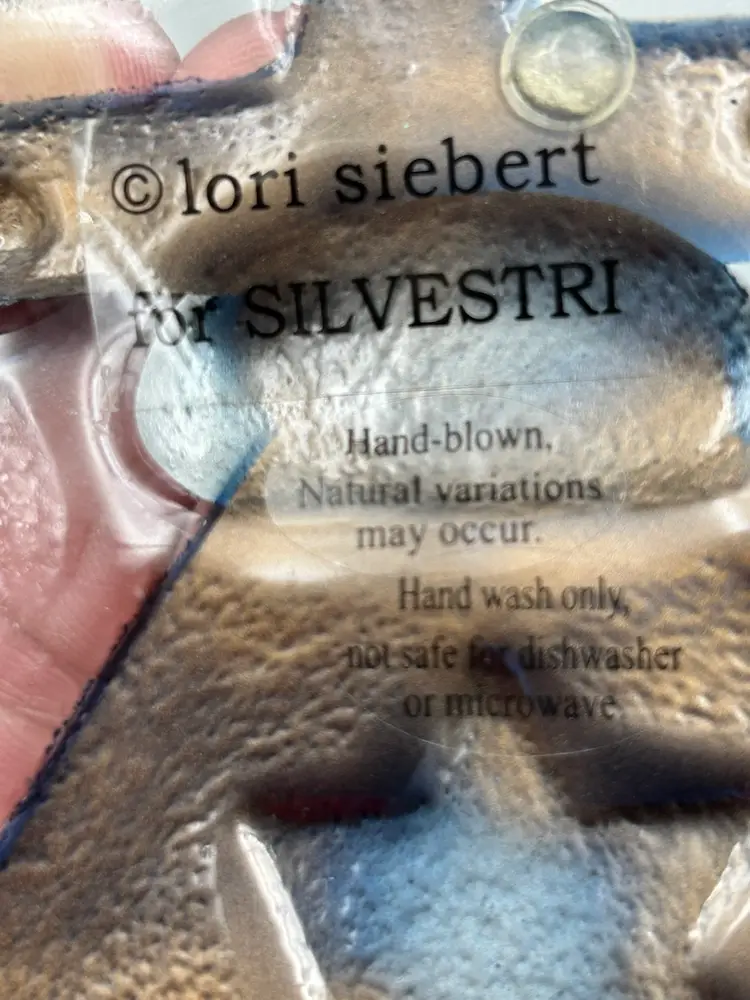 © lori siebert
for SILVESTRI
Hand-blown,
Natural variations
may occur.
Hand wash only,
not safe for dishwasher
or microwave